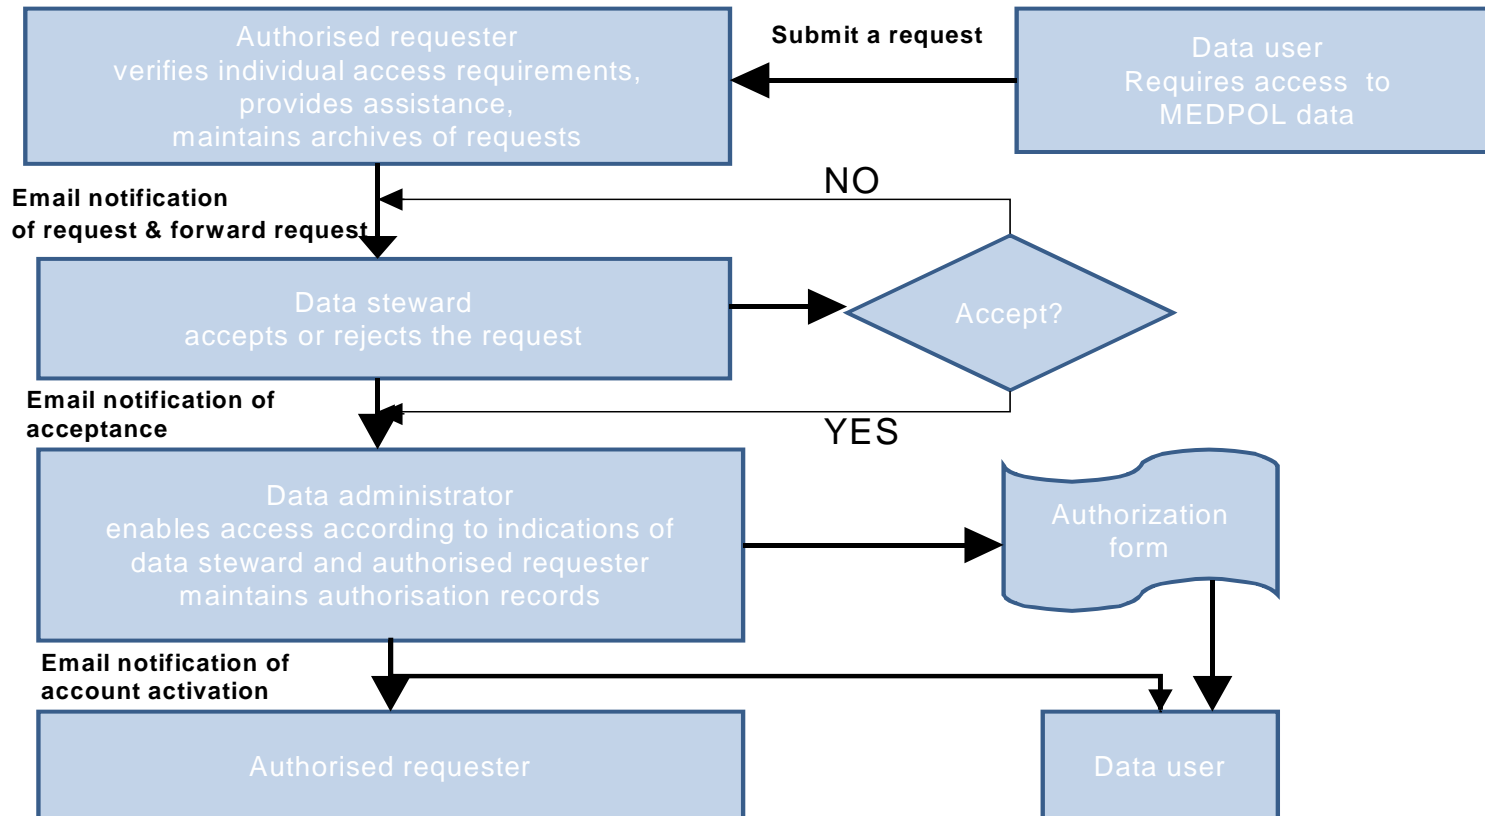 Authorised requester
verifies individual access requirements,
provides assistance,
maintains archives of requests
Submit a request
Data user
Requires access to
MEDPOL data
Email notification
of request & forward request
NO
Data steward
accepts or rejects the request
Accept?
Email notification of
acceptance
YES
Data administrator
enables access according to indications of
data steward and authorised requester
maintains authorisation records
Authorization
form
Email notification of
account activation
Authorised requester
Data user